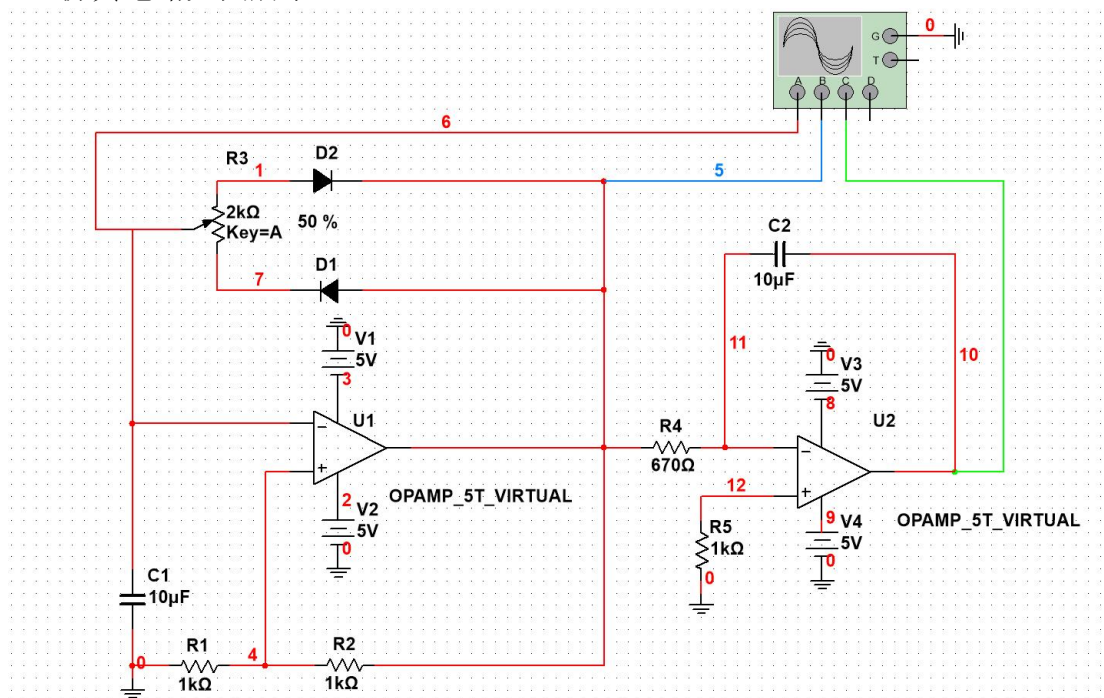 G
0
T
A B C D
6
5
R3
1
D2
2kΩ
Key=A
50 %
7
D1
C2
10µF
0
V1
5V
3
U1
11
10
0
V3
5V
8
U2
R4
670Ω
OPAMP_5T_VIRTUAL
2
V2
5V
0
12
R5
1kΩ
0
9
V4
5V
0
OPAMP_5T_VIRTUAL
C1
10µF
0
R1
1kΩ
4
R2
1kΩ